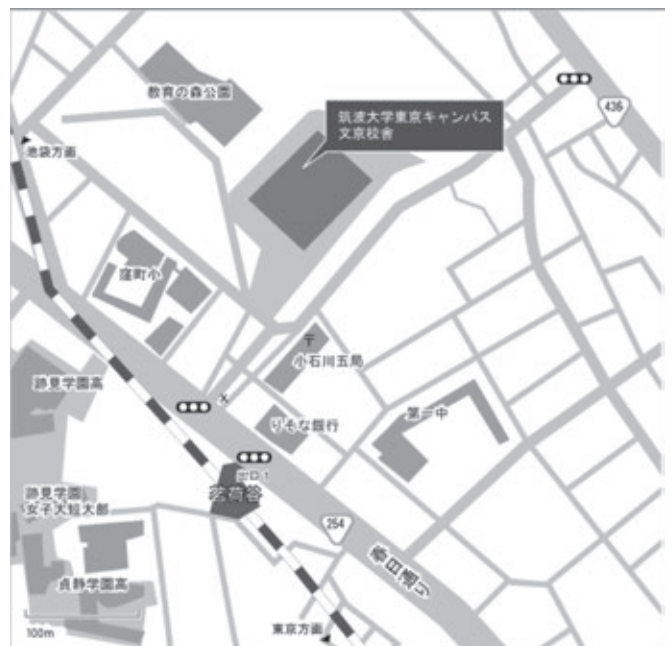 教育の森公園
筑波大学東京キャンパス
文京校舎
436
池袋方面
窪町小
〒
小石川五局
跡見学園高
第一中
りそな銀行
出口1
茗荷谷
跡見学園
女子大短大部
254
春日通り
貞静学園高
100m
東京方面